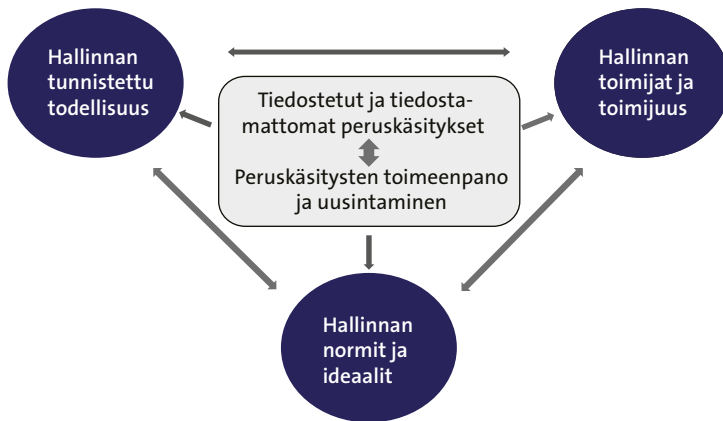 Hallinnan
tunnistettu
todellisuus
Tiedostetut ja tiedosta-
mattomat peruskäsitykset
Peruskäsitysten toimeenpano
ja uusintaminen
Hallinnan
toimijat ja
toimijuus
Hallinnan
normit ja
ideaalit